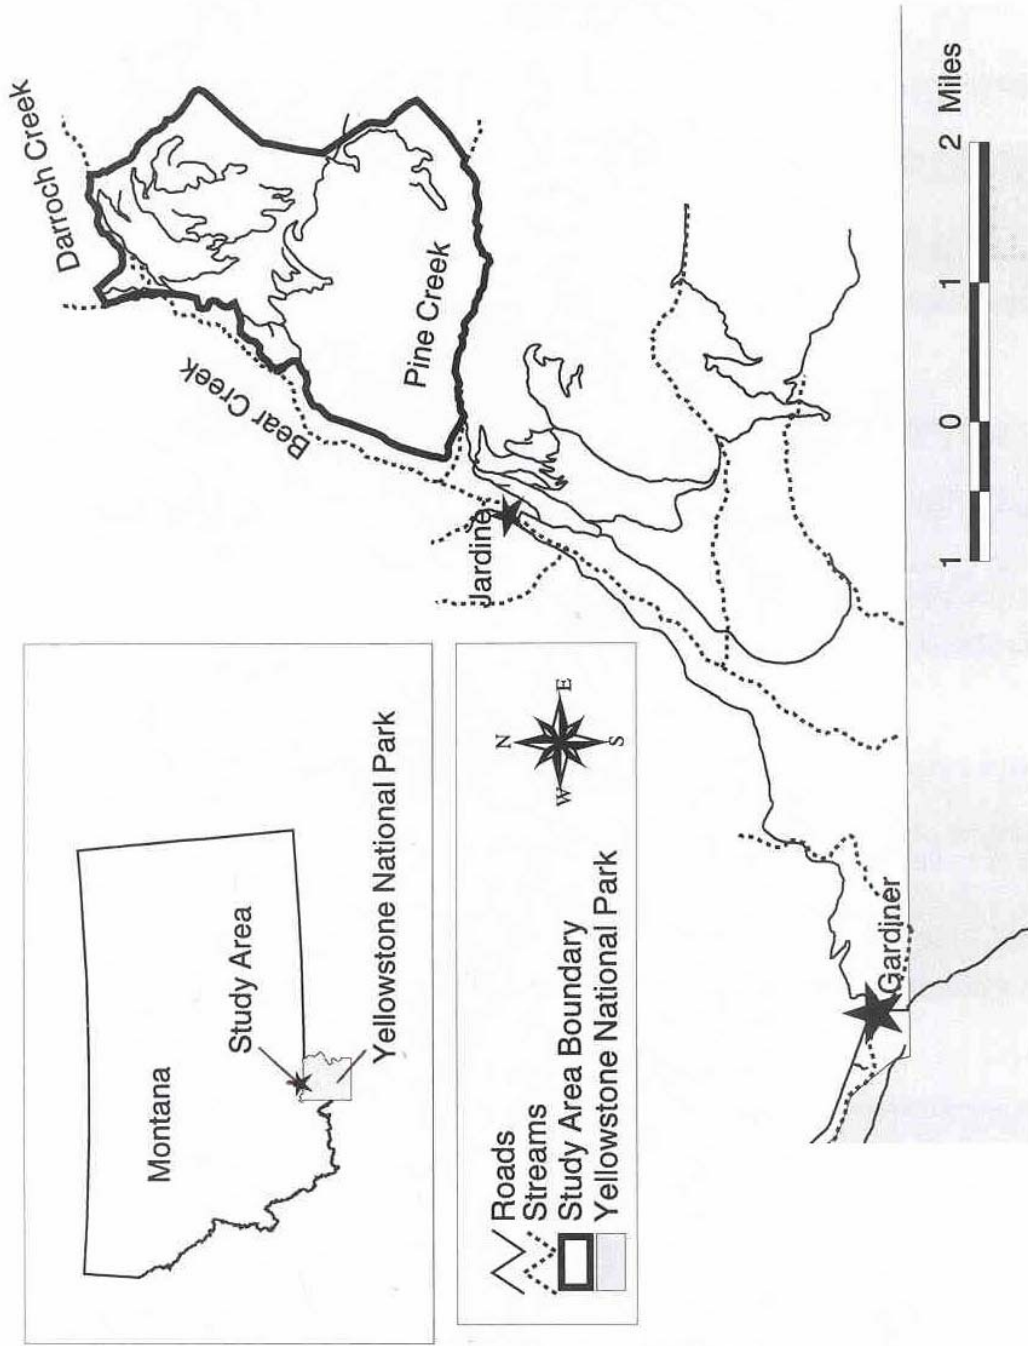 Montana
Study Area
Yellowstone National Park
Roads
Streams
Study Area Boundary
Yellowstone National Park
N
W
E
S
Darroch Creek
Bear Creek
Pine Creek
Jardine
Gardiner
1 0 1 2 Miles